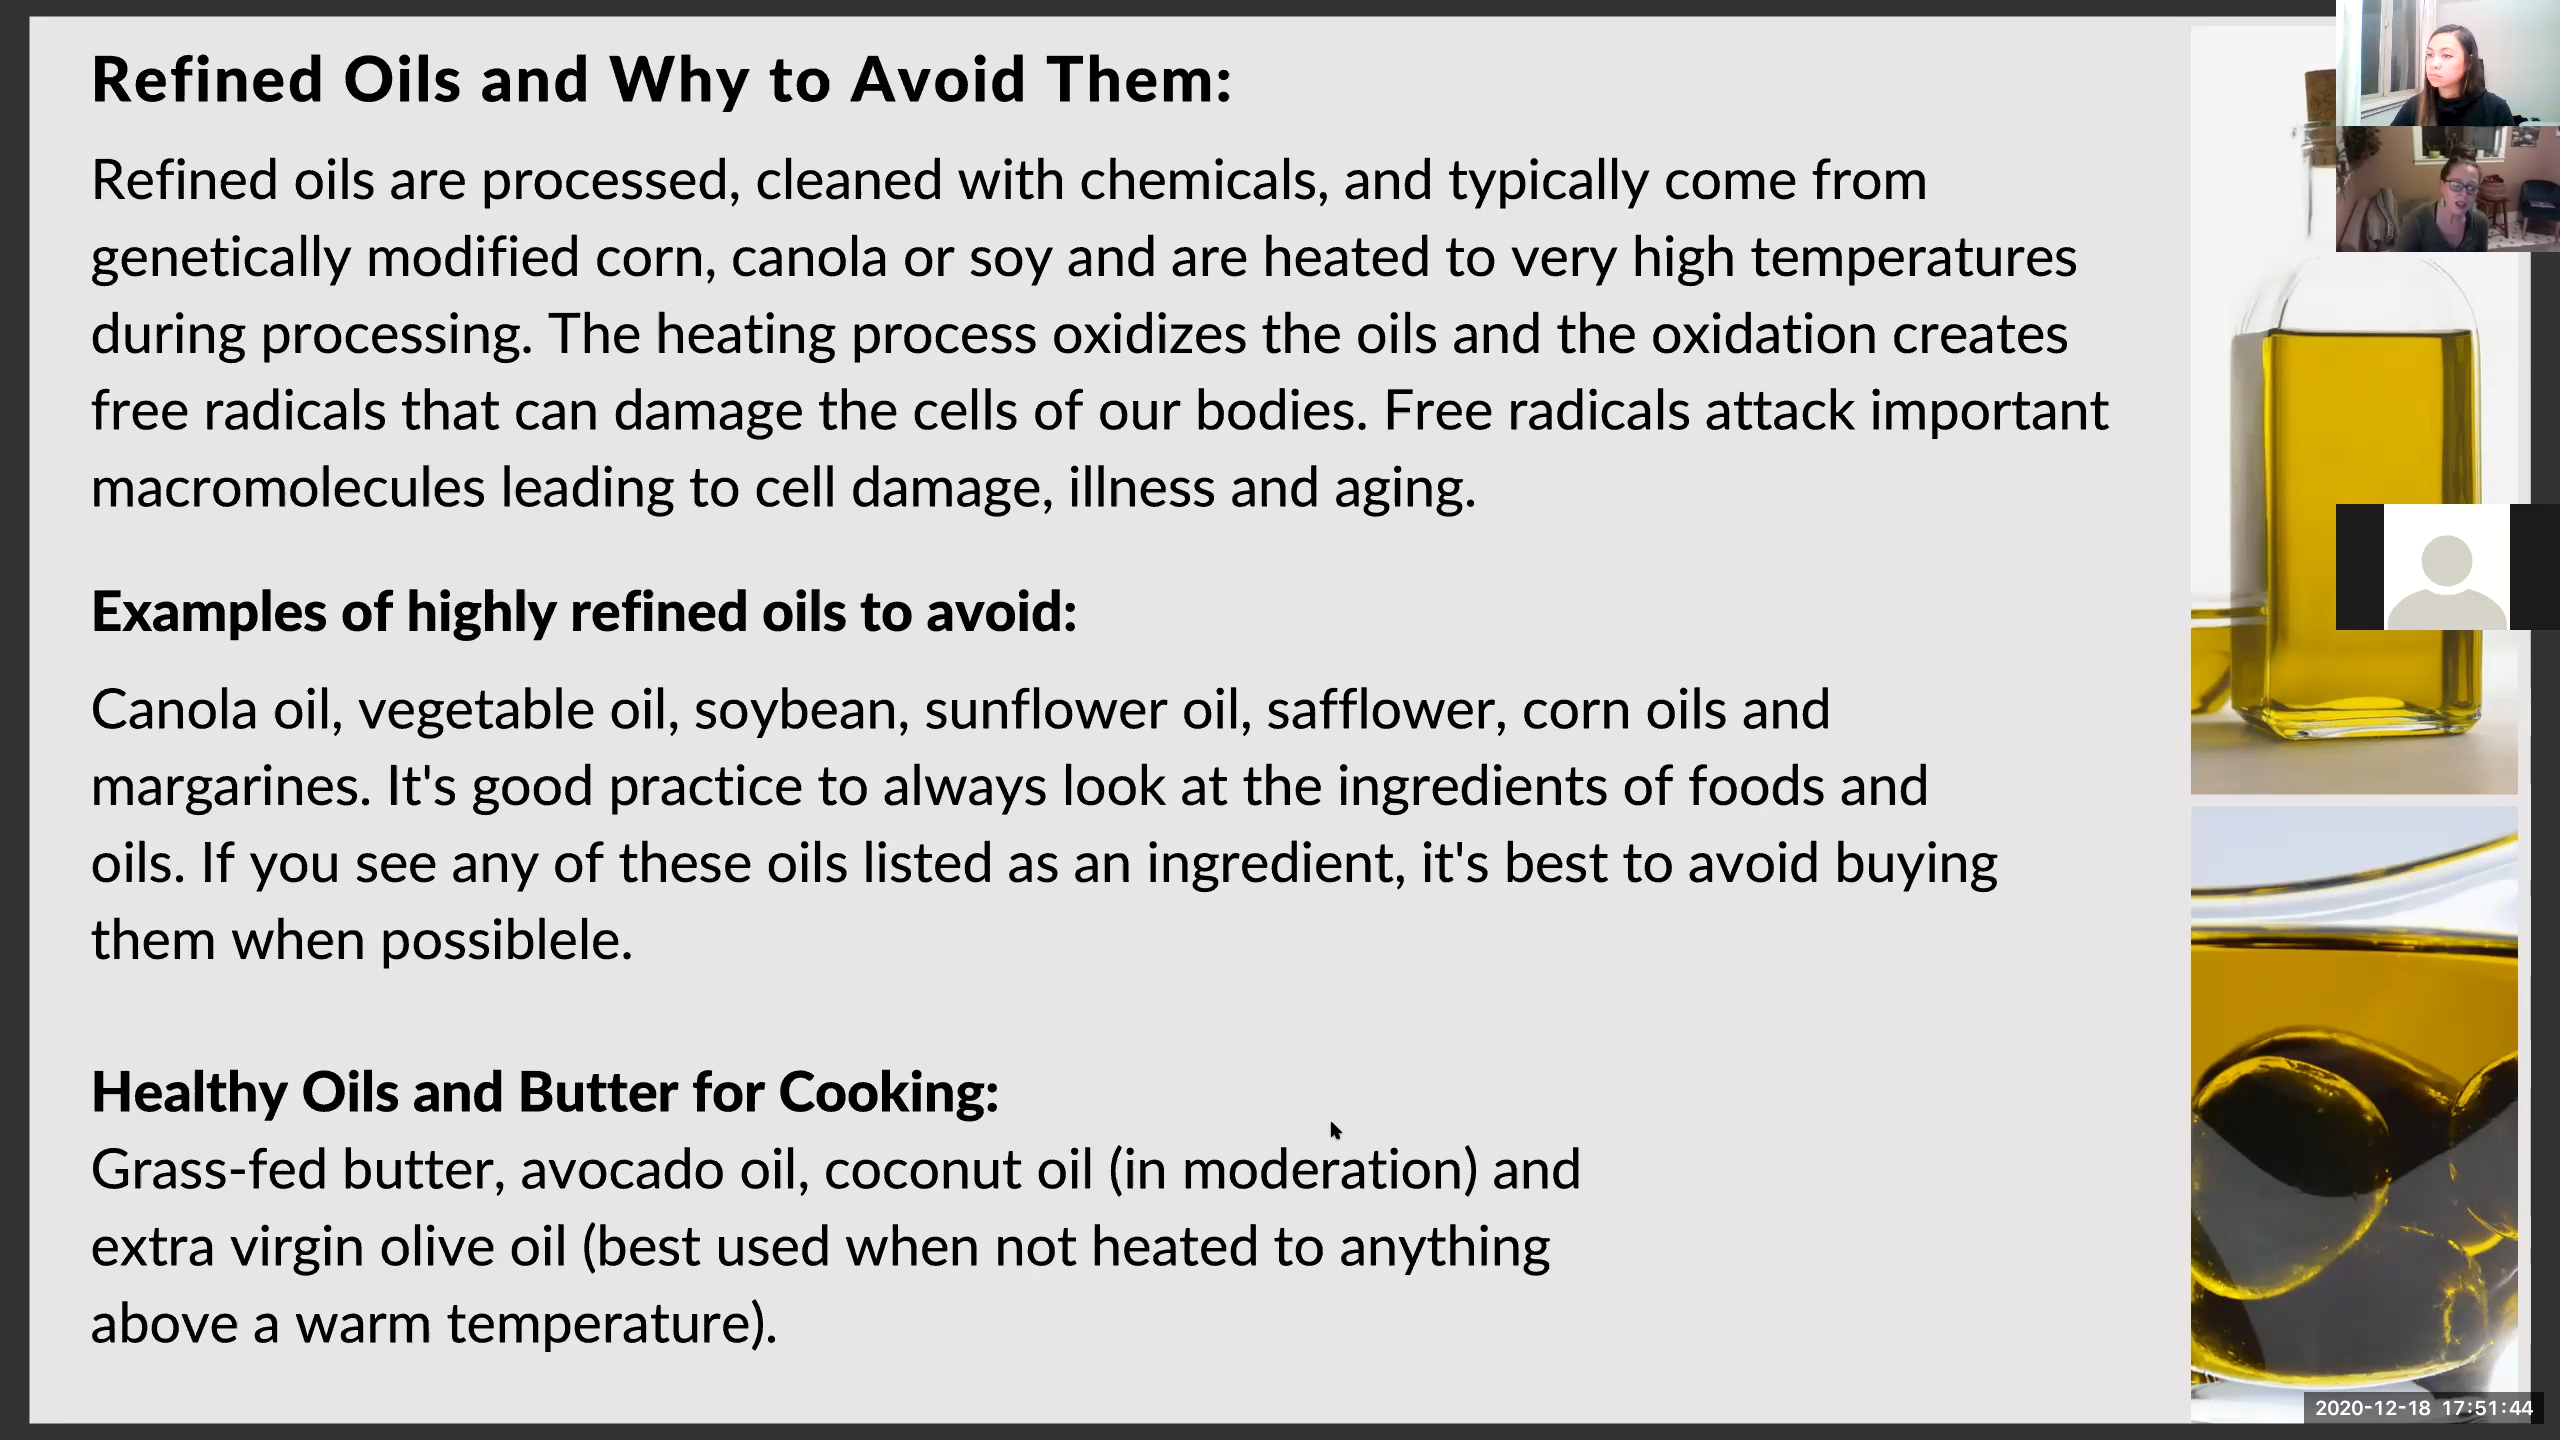 Refined Oils and Why to Avoid Them:
Refined oils are processed, cleaned with chemicals, and typically come from
genetically modified corn, canola or soy and are heated to very high temperatures
during processing. The heating process oxidizes the oils and the oxidation creates
free radicals that can damage the cells of our bodies. Free radicals attack important
macromolecules leading to cell damage, illness and aging.
Examples of highly refined oils to avoid:
Canola oil, vegetable oil, soybean, sunflower oil, safflower, corn oils and
margarines. It's good practice to always look at the ingredients of foods and
oils. If you see any of these oils listed as an ingredient, it's best to avoid buying
them when possiblele.
Healthy Oils and Butter for Cooking:
Grass-fed butter, avocado oil, coconut oil (in moderation) and
extra virgin olive oil (best used when not heated to anything
above a warm temperature).
2020-12-18 17:51:44